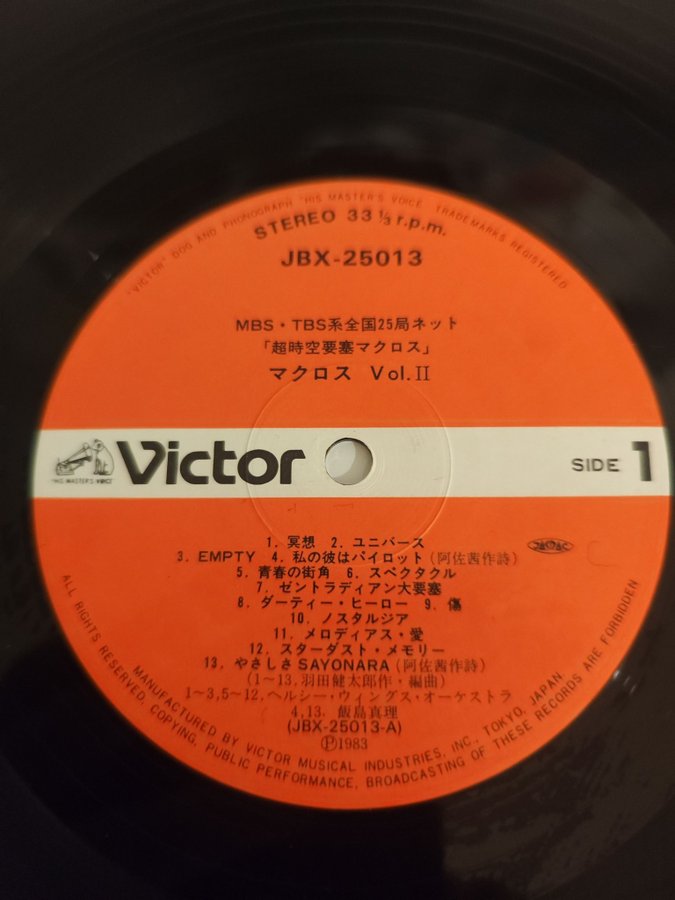 "VICTOR" DOG AND PHONOGRAPH "HIS MASTER'S VOICE" TRADEMARKS REGISTERED
STEREO 33 1/3 r.p.m.
JBX-25013
MBS・TBS系全国25局ネット
「超時空要塞マクロス」
マクロス Vol.II
"HIS MASTER'S VOICE"
Victor
SIDE 1
1. 冥想 2. ユニバース
3. EMPTY 4. 私の彼はパイロット(阿佐茜作詩)
JASRAC
5. 青春の街角 6. スペクタクル
7. ゼントラディアン大要塞
8. ダーティー・ヒーロー 9. 傷
10. ノスタルジア
11. メロディアス・愛
12. スターダスト・メモリー
13. やさしさSAYONARA(阿佐茜作詩)
(1~13,羽田健太郎作・編曲)
1~3,5~12,ヘルシー・ウィングス・オーケストラ
4,13. 飯島真理
(JBX-25013-A)
Ⓟ1983
MANUFACTURED BY VICTOR MUSICAL INDUSTRIES, INC. TOKYO, JAPAN
ALL RIGHTS RESERVED, COPYING, PUBLIC PERFORMANCE, BROADCASTING OF THESE RECORDS ARE FORBIDDEN